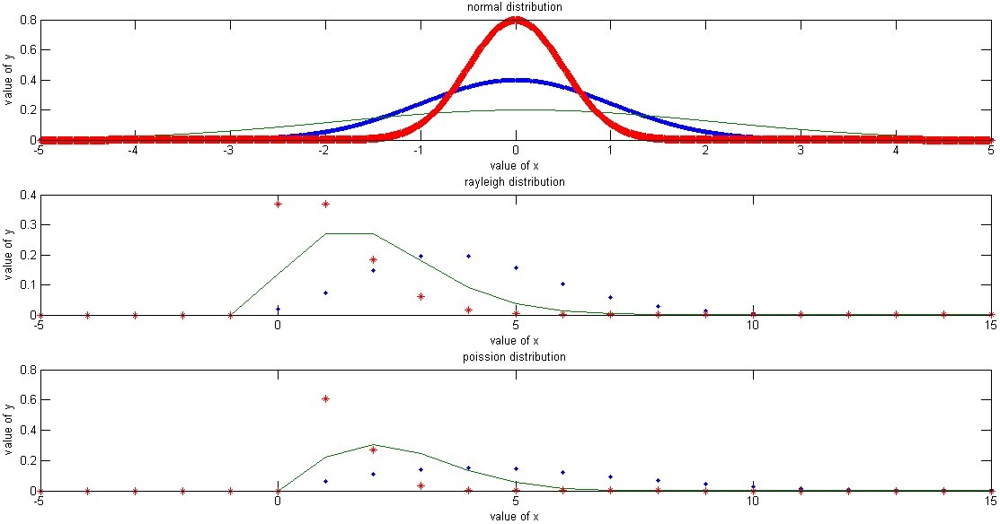 normal distribution
0.8
0.6
0.4
0.2
0
value of y
-5 -4 -3 -2 -1 0 1 2 3 4 5
value of x
rayleigh distribution
0.4
0.3
0.2
0.1
0
value of y
-5 0 5 10 15
value of x
poission distribution
0.8
0.6
0.4
0.2
0
value of y
-5 0 5 10 15
value of x